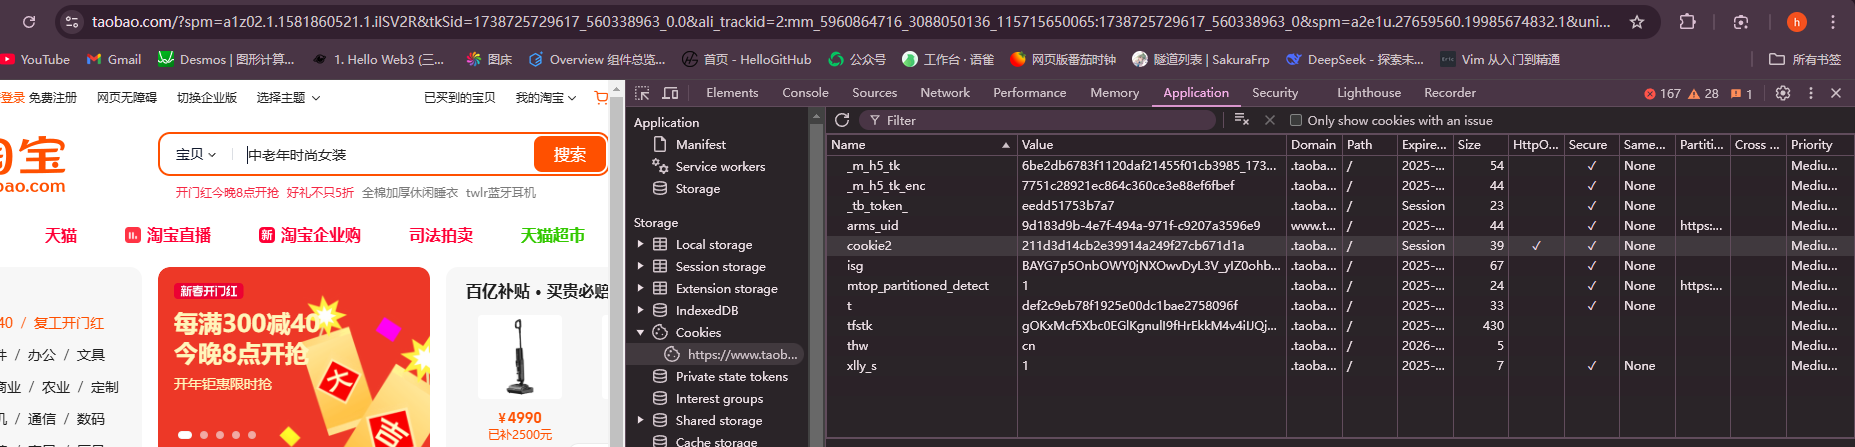 taobao.com/?spm=a1z02.1.1581860521.1.ilSV2R&tkSid=1738725729617_560338963_0.0&ali_trackid=2:mm_5960864716_3088050136_115715650065:1738725729617_560338963_0&spm=a2e1u.27659560.19985674832.1&uni...
h
YouTube Gmail Desmos | 图形计算... 1. Hello Web3 (三... 图床 Overview 组件总览... 首页 - HelloGitHub 公众号 工作台 · 语雀 网页版番茄时钟 隧道列表 | SakuraFrp DeepSeek - 探索未... Vim 从入门到精通 所有书签
登录 免费注册 网页无障碍 切换企业版 选择主题 已买到的宝贝 我的淘宝
宝
bao.com
宝贝 中老年时尚女装 搜索
开门红今晚8点开抢 好礼不只5折 全棉加厚休闲睡衣 twlr蓝牙耳机
天猫 淘宝直播 新 淘宝企业购 司法拍卖 天猫超市
40 / 复工开门红
/ 办公 / 文具
商业 / 农业 / 定制
/ 通信 / 数码
新春开门红
每满300减40
今晚8点开抢
开年钜惠限时抢
大
吉
百亿补贴 • 买贵必赔
¥4990
已补2500元
Elements Console Sources Network Performance Memory Application Security Lighthouse Recorder 167 28 1
Application
Manifest
Service workers
Storage
Storage
Local storage
Session storage
Extension storage
IndexedDB
Cookies
https://www.taob...
Private state tokens
Interest groups
Shared storage
Cache storage
Filter Only show cookies with an issue
Name Value Domain Path Expire... Size HttpO... Secure Same... Partiti... Cross ... Priority
_m_h5_tk 6be2db6783f1120daf21455f01cb3985_173... .taoba... / 2025-... 54 ✓ None Mediu...
_m_h5_tk_enc 7751c28921ec864c360ce3e88ef6fbef .taoba... / 2025-... 44 ✓ None Mediu...
_tb_token_ eedd51753b7a7 .taoba... / Session 23 ✓ None Mediu...
arms_uid 9d183d9b-4e7f-494a-971f-c9207a3596e9 www.t... / 2025-... 44 ✓ None https:... Mediu...
cookie2 211d3d14cb2e39914a249f27cb671d1a .taoba... / Session 39 ✓ ✓ None Mediu...
isg BAYG7p5OnbOWY0jNXOwvDyL3V_yIZ0ohb... .taoba... / 2025-... 67 ✓ None Mediu...
mtop_partitioned_detect 1 .taoba... / 2025-... 24 ✓ None https:... Mediu...
t def2c9eb78f1925e00dc1bae2758096f .taoba... / 2025-... 33 ✓ None Mediu...
tfstk gOKxMcf5Xbc0EGlKgnulI9fHrEkkM4v4iIJQj... .taoba... / 2025-... 430 Mediu...
thw cn .taoba... / 2026-... 5 Mediu...
xlly_s 1 .taoba... / 2025-... 7 ✓ None Mediu...